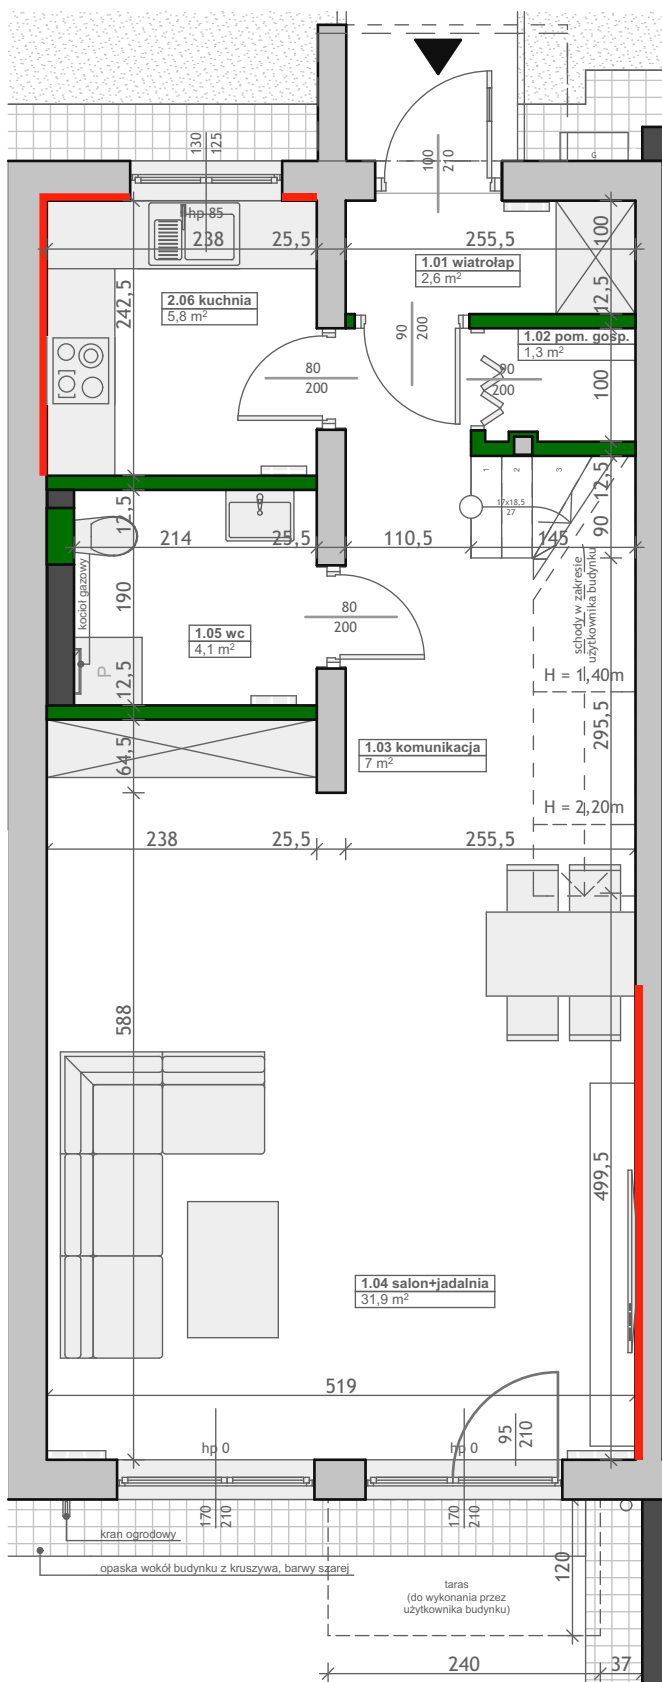 130
125
100
210
G
hp 85
238
25,5
255,5
100
1.01 wiatrołap
2,6 m²
2.06 kuchnia
5,8 m²
242,5
12,5
90
200
1.02 pom. gosp.
1,3 m²
80
200
90
200
100
1
2
3
12,5
12,5
17x18,5
27
90
214
25,5
110,5
145
kocioł gazowy
190
schody w zakresie
użytkownika budynku
80
200
1.05 wc
4,1 m²
P
12,5
H = 1,40m
64,5
1.03 komunikacja
7 m²
295,5
H = 2,20m
238
25,5
255,5
588
499,5
1.04 salon+jadalnia
31,9 m²
519
hp 0
hp 0
95
210
170
210
170
210
kran ogrodowy
opaska wokół budynku z kruszywa, barwy szarej
120
taras
(do wykonania przez
użytkownika budynku)
240
37